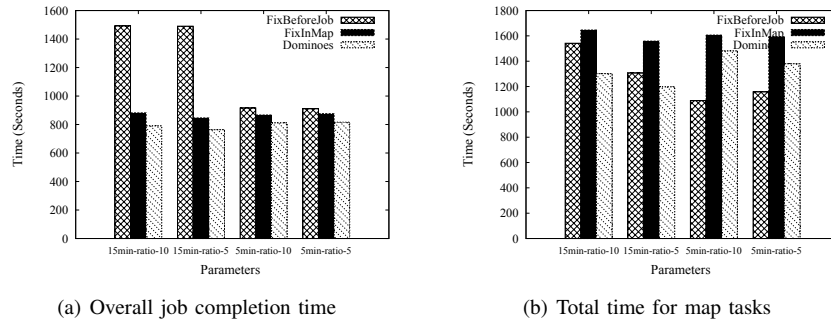 1600
1400
1200
1000
800
600
400
200
0
Time (Seconds)
FixBeforeJob
FixInMap
Dominoes
15min-ratio-10 15min-ratio-5 5min-ratio-10 5min-ratio-5
Parameters
(a) Overall job completion time
1800
1600
1400
1200
1000
800
600
400
200
0
Time (Seconds)
FixBeforeJob
FixInMap
Dominoes
15min-ratio-10 15min-ratio-5 5min-ratio-10 5min-ratio-5
Parameters
(b) Total time for map tasks